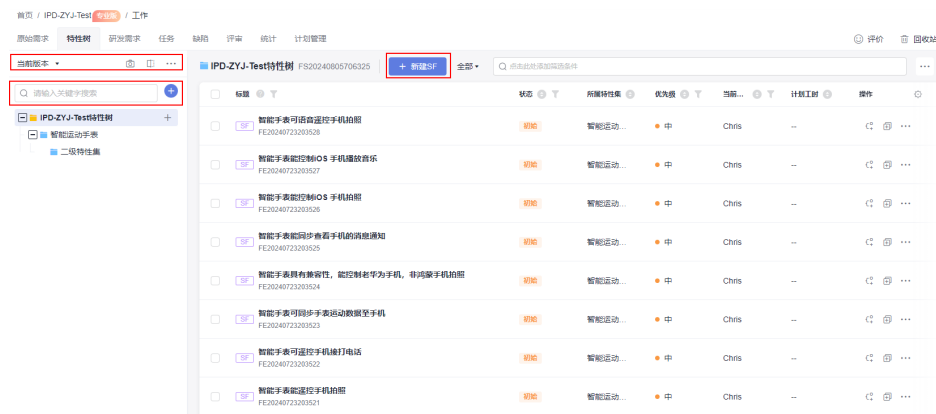 首页 / IPD-ZYJ-Test 专业版 / 工作
原始需求 特性树 研发需求 任务 缺陷 评审 统计 计划管理 评价 回收站
当前版本
IPD-ZYJ-Test特性树 FS20240805706325 + 新建SF 全部 点击此处添加筛选条件
请输入关键字搜索
标题 状态 所属特性集 优先级 当前... 计划工时 操作
IPD-ZYJ-Test特性树
智能运动手表
二级特性集
SF 智能手表可语音遥控手机拍照 初始 智能运动... 中 Chris --
FE20240723203528
SF 智能手表能控制iOS 手机播放音乐 初始 智能运动... 中 Chris --
FE20240723203527
SF 智能手表能控制iOS 手机拍照 初始 智能运动... 中 Chris --
FE20240723203526
SF 智能手表能同步查看手机的消息通知 初始 智能运动... 中 Chris --
FE20240723203525
SF 智能手表具有兼容性，能控制老华为手机，非鸿蒙手机拍照 初始 智能运动... 中 Chris --
FE20240723203524
SF 智能手表可同步手表运动数据至手机 初始 智能运动... 中 Chris --
FE20240723203523
SF 智能手表可遥控手机接打电话 初始 智能运动... 中 Chris --
FE20240723203522
SF 智能手表能遥控手机拍照 初始 智能运动... 中 Chris --
FE20240723203521